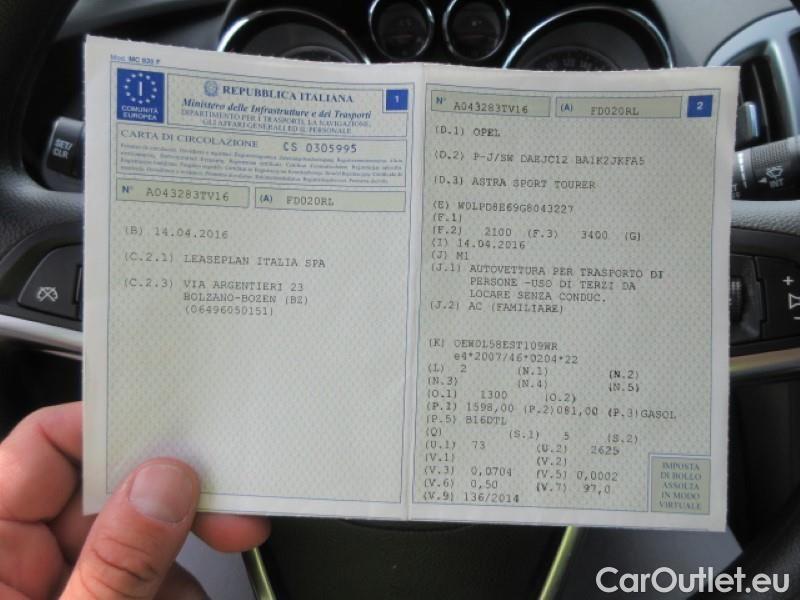 Mod. MC 820 F
I
COMUNITÀ
EUROPEA
REPUBBLICA ITALIANA
1
Ministero delle Infrastrutture e dei Trasporti
DIPARTIMENTO PER I TRASPORTI, LA NAVIGAZIONE,
GLI AFFARI GENERALI ED IL PERSONALE
CARTA DI CIRCOLAZIONE
CS 0305995
N° A043283TV16 (A) FD020RL
(B) 14.04.2016
(C.2.1) LEASEPLAN ITALIA SPA
(C.2.3) VIA ARGENTIERI 23
BOLZANO-BOZEN (BZ)
(06496050151)
N° A043283TV16 (A) FD020RL 2
(D.1) OPEL
(D.2) P-J/SW DAEJC12 BA1K2JKFA5
(D.3) ASTRA SPORT TOURER
(E) W0LPD8E69G8043227
(F.1)
(F.2) 2100 (F.3) 3400 (G)
(I) 14.04.2016
(J) M1
(J.1) AUTOVETTURA PER TRASPORTO DI
PERSONE -USO DI TERZI DA
LOCARE SENZA CONDUC.
(J.2) AC (FAMILIARE)
(K) OEW0L58EST109WR
e4*2007/46*0204*22
(L) 2 (N.1) (N.2)
(N.3) (N.4) (N.5)
(O.1) 1300 (O.2)
(P.1) 1598,00 (P.2)081,00 (P.3)GASOL
(P.5) B16DTL
(Q) (S.1) 5 (S.2)
(U.1) 73 (U.2) 2625
(V.1) (V.2)
(V.3) 0,0704 (V.5) 0,0002
(V.6) 0,50 (V.7) 97,0
(V.9) 136/2014
IMPOSTA
DI BOLLO
ASSOLTA
IN MODO
VIRTUALE
SET/
CLR
INT
CarOutlet.eu